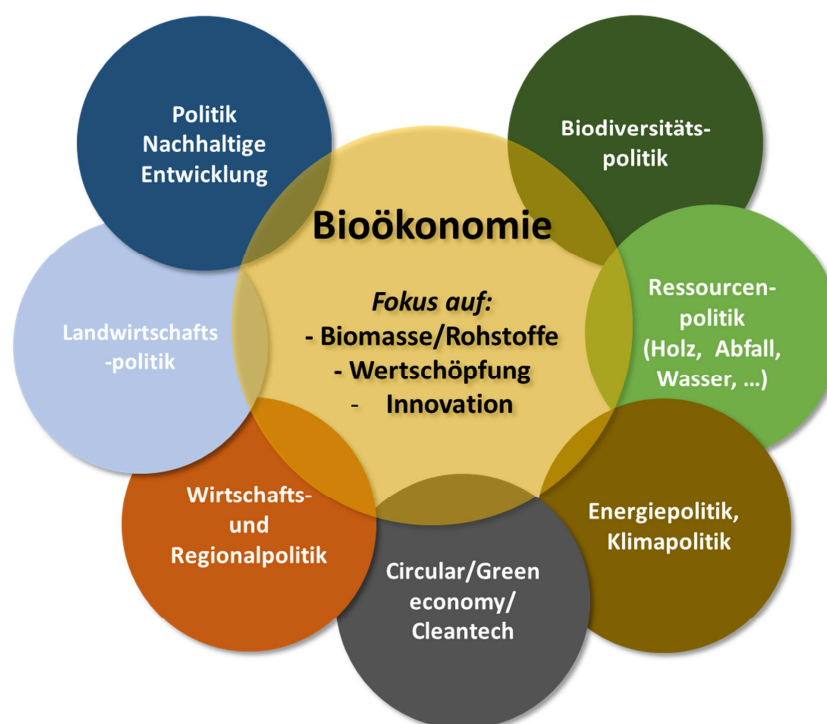 Politik
Nachhaltige
Entwicklung
Biodiversitäts-
politik
Bioökonomie
Fokus auf:
- Biomasse/Rohstoffe
- Wertschöpfung
- Innovation
Ressourcen-
politik
(Holz, Abfall,
Wasser, ...)
Landwirtschafts
-politik
Wirtschafts-
und
Regionalpolitik
Energiepolitik,
Klimapolitik
Circular/Green
economy/
Cleantech